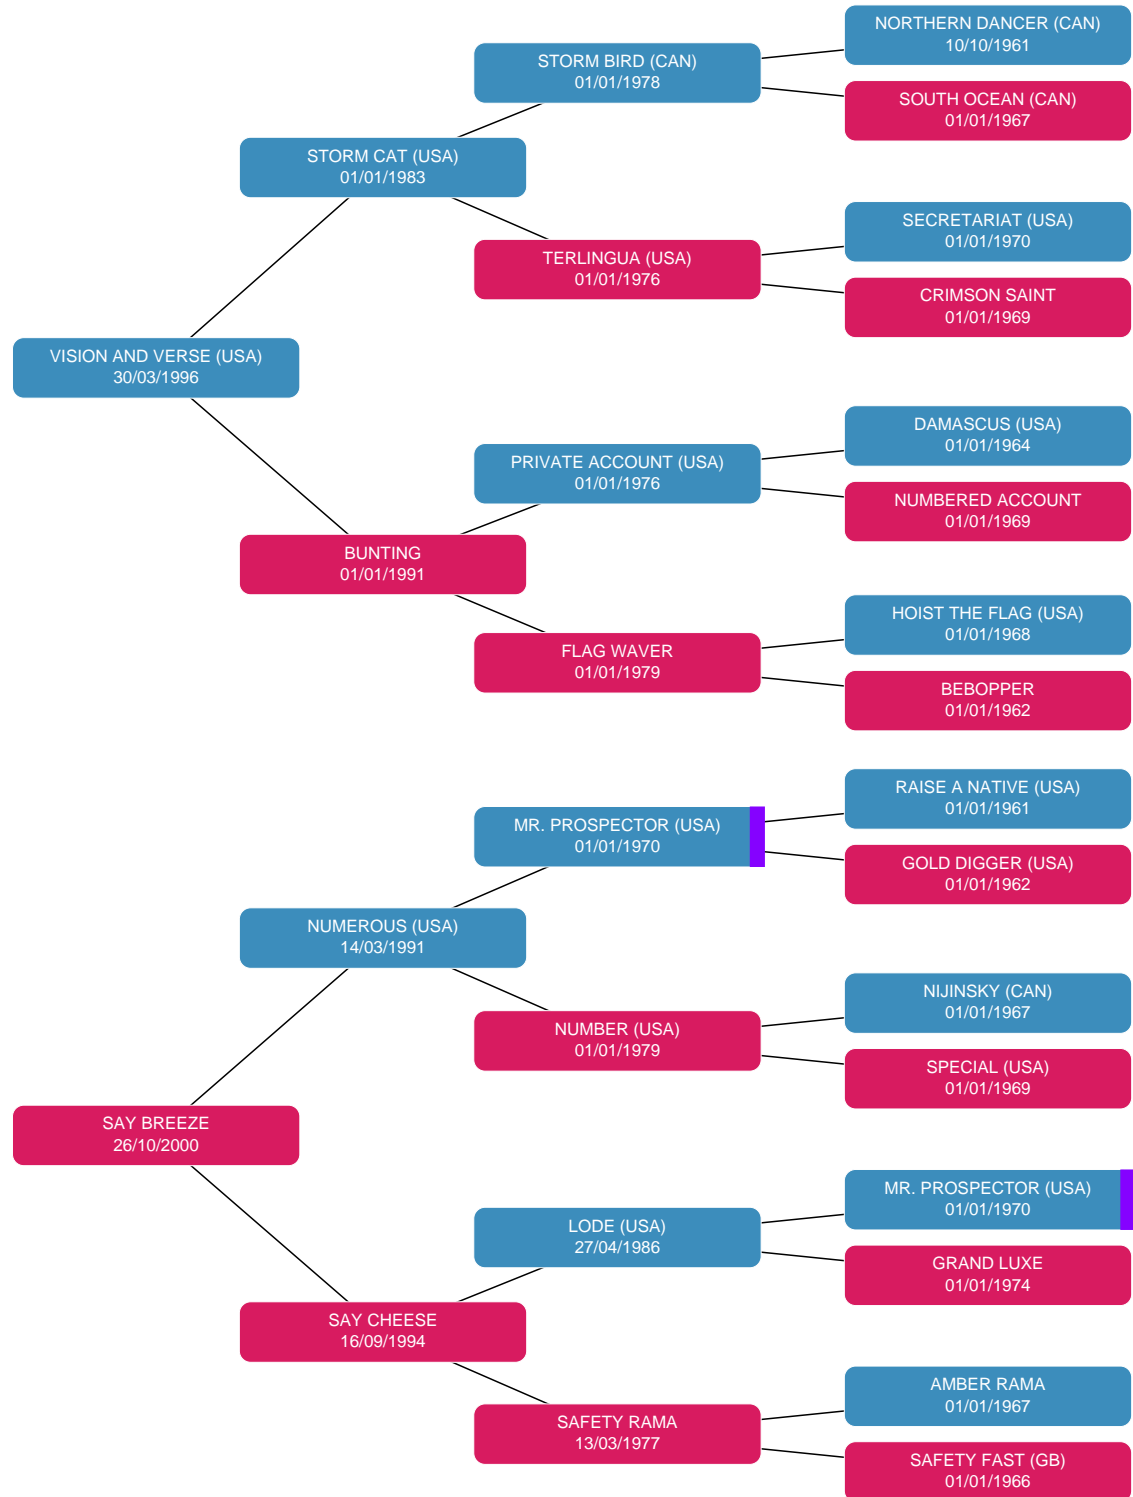 NORTHERN DANCER (CAN)
10/10/1961
STORM BIRD (CAN)
01/01/1978
SOUTH OCEAN (CAN)
01/01/1967
STORM CAT (USA)
01/01/1983
SECRETARIAT (USA)
01/01/1970
TERLINGUA (USA)
01/01/1976
CRIMSON SAINT
01/01/1969
VISION AND VERSE (USA)
30/03/1996
DAMASCUS (USA)
01/01/1964
PRIVATE ACCOUNT (USA)
01/01/1976
NUMBERED ACCOUNT
01/01/1969
BUNTING
01/01/1991
HOIST THE FLAG (USA)
01/01/1968
FLAG WAVER
01/01/1979
BEBOPPER
01/01/1962
RAISE A NATIVE (USA)
01/01/1961
MR. PROSPECTOR (USA)
01/01/1970
GOLD DIGGER (USA)
01/01/1962
NUMEROUS (USA)
14/03/1991
NIJINSKY (CAN)
01/01/1967
NUMBER (USA)
01/01/1979
SPECIAL (USA)
01/01/1969
SAY BREEZE
26/10/2000
MR. PROSPECTOR (USA)
01/01/1970
LODE (USA)
27/04/1986
GRAND LUXE
01/01/1974
SAY CHEESE
16/09/1994
AMBER RAMA
01/01/1967
SAFETY RAMA
13/03/1977
SAFETY FAST (GB)
01/01/1966